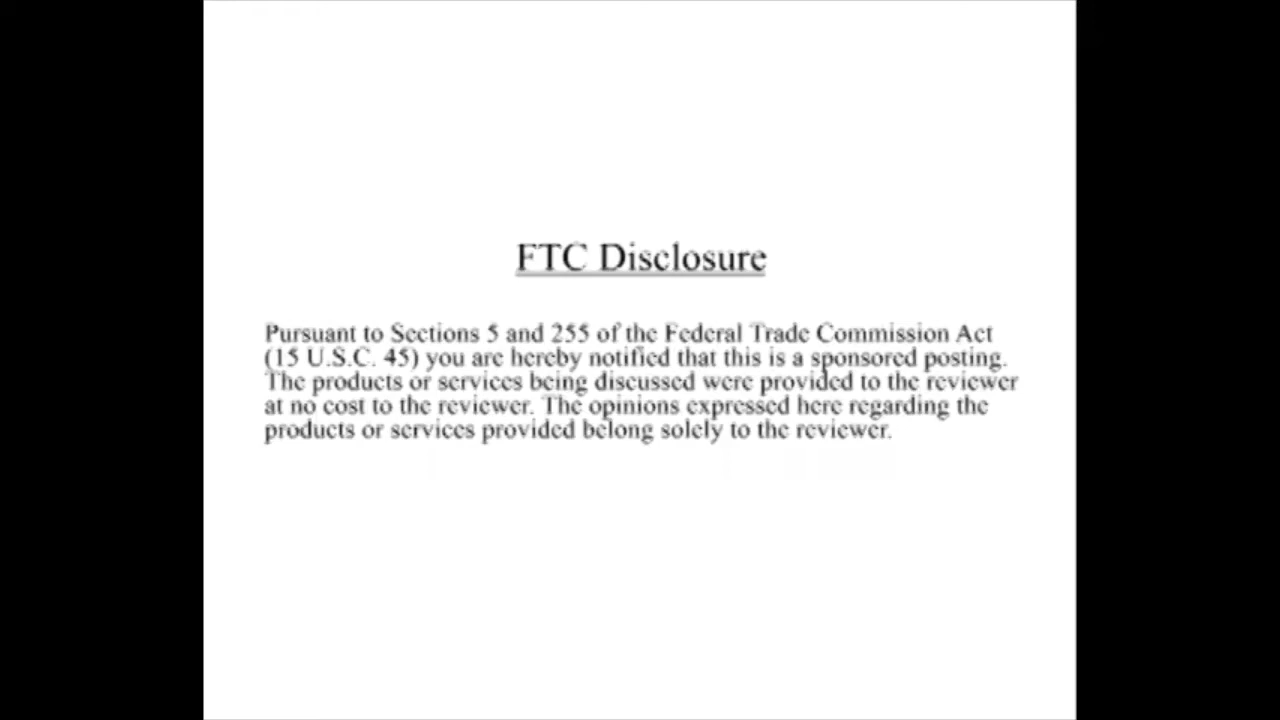 FTC Disclosure
Pursuant to Sections 5 and 255 of the Federal Trade Commission Act
(15 U.S.C. 45) you are hereby notified that this is a sponsored posting.
The products or services being discussed were provided to the reviewer
at no cost to the reviewer. The opinions expressed here regarding the
products or services provided belong solely to the reviewer.